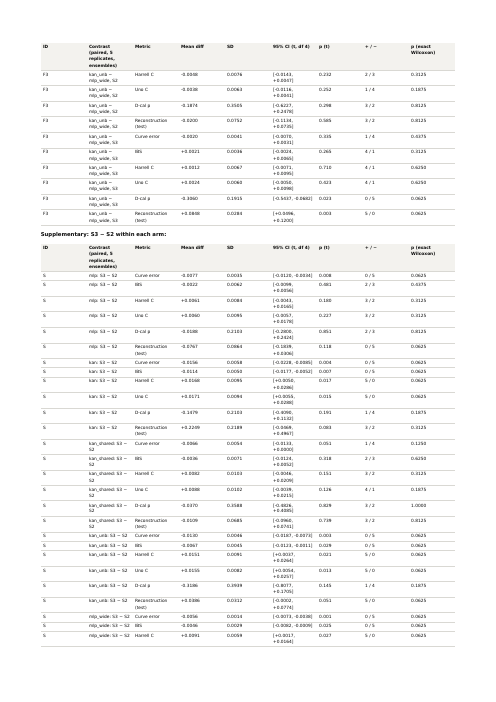 ID Contrast (paired, 5 replicates, ensembles) Metric Mean diff SD 95% CI (t, df 4) p (t) + / − p (exact Wilcoxon)
F3 kan_unb − mlp_wide, S2 Harrell C -0.0048 0.0076 [-0.0143, +0.0047] 0.232 2 / 3 0.3125
F3 kan_unb − mlp_wide, S2 Uno C -0.0038 0.0063 [-0.0116, +0.0041] 0.252 1 / 4 0.1875
F3 kan_unb − mlp_wide, S2 D-cal p -0.1874 0.3505 [-0.6227, +0.2478] 0.298 3 / 2 0.8125
F3 kan_unb − mlp_wide, S2 Reconstruction (test) -0.0200 0.0752 [-0.1134, +0.0735] 0.585 3 / 2 0.8125
F3 kan_unb − mlp_wide, S3 Curve error -0.0020 0.0041 [-0.0070, +0.0031] 0.335 1 / 4 0.4375
F3 kan_unb − mlp_wide, S3 IBS +0.0021 0.0036 [-0.0024, +0.0065] 0.265 4 / 1 0.3125
F3 kan_unb − mlp_wide, S3 Harrell C +0.0012 0.0067 [-0.0071, +0.0095] 0.710 4 / 1 0.6250
F3 kan_unb − mlp_wide, S3 Uno C +0.0024 0.0060 [-0.0050, +0.0098] 0.423 4 / 1 0.6250
F3 kan_unb − mlp_wide, S3 D-cal p -0.3060 0.1915 [-0.5437, -0.0682] 0.023 0 / 5 0.0625
F3 kan_unb − mlp_wide, S3 Reconstruction (test) +0.0848 0.0284 [+0.0496, +0.1200] 0.003 5 / 0 0.0625
Supplementary: S3 − S2 within each arm:
ID Contrast (paired, 5 replicates, ensembles) Metric Mean diff SD 95% CI (t, df 4) p (t) + / − p (exact Wilcoxon)
S mlp: S3 − S2 Curve error -0.0077 0.0035 [-0.0120, -0.0034] 0.008 0 / 5 0.0625
S mlp: S3 − S2 IBS -0.0022 0.0062 [-0.0099, +0.0056] 0.481 2 / 3 0.4375
S mlp: S3 − S2 Harrell C +0.0061 0.0084 [-0.0043, +0.0165] 0.180 3 / 2 0.3125
S mlp: S3 − S2 Uno C +0.0060 0.0095 [-0.0057, +0.0178] 0.227 3 / 2 0.3125
S mlp: S3 − S2 D-cal p -0.0188 0.2103 [-0.2800, +0.2424] 0.851 2 / 3 0.8125
S mlp: S3 − S2 Reconstruction (test) -0.0767 0.0864 [-0.1839, +0.0306] 0.118 0 / 5 0.0625
S kan: S3 − S2 Curve error -0.0156 0.0058 [-0.0228, -0.0085] 0.004 0 / 5 0.0625
S kan: S3 − S2 IBS -0.0114 0.0050 [-0.0177, -0.0052] 0.007 0 / 5 0.0625
S kan: S3 − S2 Harrell C +0.0168 0.0095 [+0.0050, +0.0286] 0.017 5 / 0 0.0625
S kan: S3 − S2 Uno C +0.0171 0.0094 [+0.0055, +0.0288] 0.015 5 / 0 0.0625
S kan: S3 − S2 D-cal p -0.1479 0.2103 [-0.4090, +0.1132] 0.191 1 / 4 0.1875
S kan: S3 − S2 Reconstruction (test) +0.2249 0.2189 [-0.0469, +0.4967] 0.083 3 / 2 0.3125
S kan_shared: S3 − S2 Curve error -0.0066 0.0054 [-0.0133, +0.0000] 0.051 1 / 4 0.1250
S kan_shared: S3 − S2 IBS -0.0036 0.0071 [-0.0124, +0.0052] 0.318 2 / 3 0.6250
S kan_shared: S3 − S2 Harrell C +0.0082 0.0103 [-0.0046, +0.0209] 0.151 3 / 2 0.3125
S kan_shared: S3 − S2 Uno C +0.0088 0.0102 [-0.0039, +0.0215] 0.126 4 / 1 0.1875
S kan_shared: S3 − S2 D-cal p -0.0370 0.3588 [-0.4826, +0.4085] 0.829 3 / 2 1.0000
S kan_shared: S3 − S2 Reconstruction (test) -0.0109 0.0685 [-0.0960, +0.0741] 0.739 3 / 2 0.8125
S kan_unb: S3 − S2 Curve error -0.0130 0.0046 [-0.0187, -0.0073] 0.003 0 / 5 0.0625
S kan_unb: S3 − S2 IBS -0.0067 0.0045 [-0.0123, -0.0011] 0.029 0 / 5 0.0625
S kan_unb: S3 − S2 Harrell C +0.0151 0.0091 [+0.0037, +0.0264] 0.021 5 / 0 0.0625
S kan_unb: S3 − S2 Uno C +0.0155 0.0082 [+0.0054, +0.0257] 0.013 5 / 0 0.0625
S kan_unb: S3 − S2 D-cal p -0.3186 0.3939 [-0.8077, +0.1705] 0.145 1 / 4 0.1875
S kan_unb: S3 − S2 Reconstruction (test) +0.0386 0.0312 [-0.0002, +0.0774] 0.051 5 / 0 0.0625
S mlp_wide: S3 − S2 Curve error -0.0056 0.0014 [-0.0073, -0.0038] 0.001 0 / 5 0.0625
S mlp_wide: S3 − S2 IBS -0.0046 0.0029 [-0.0082, -0.0009] 0.025 0 / 5 0.0625
S mlp_wide: S3 − S2 Harrell C +0.0091 0.0059 [+0.0017, +0.0164] 0.027 5 / 0 0.0625